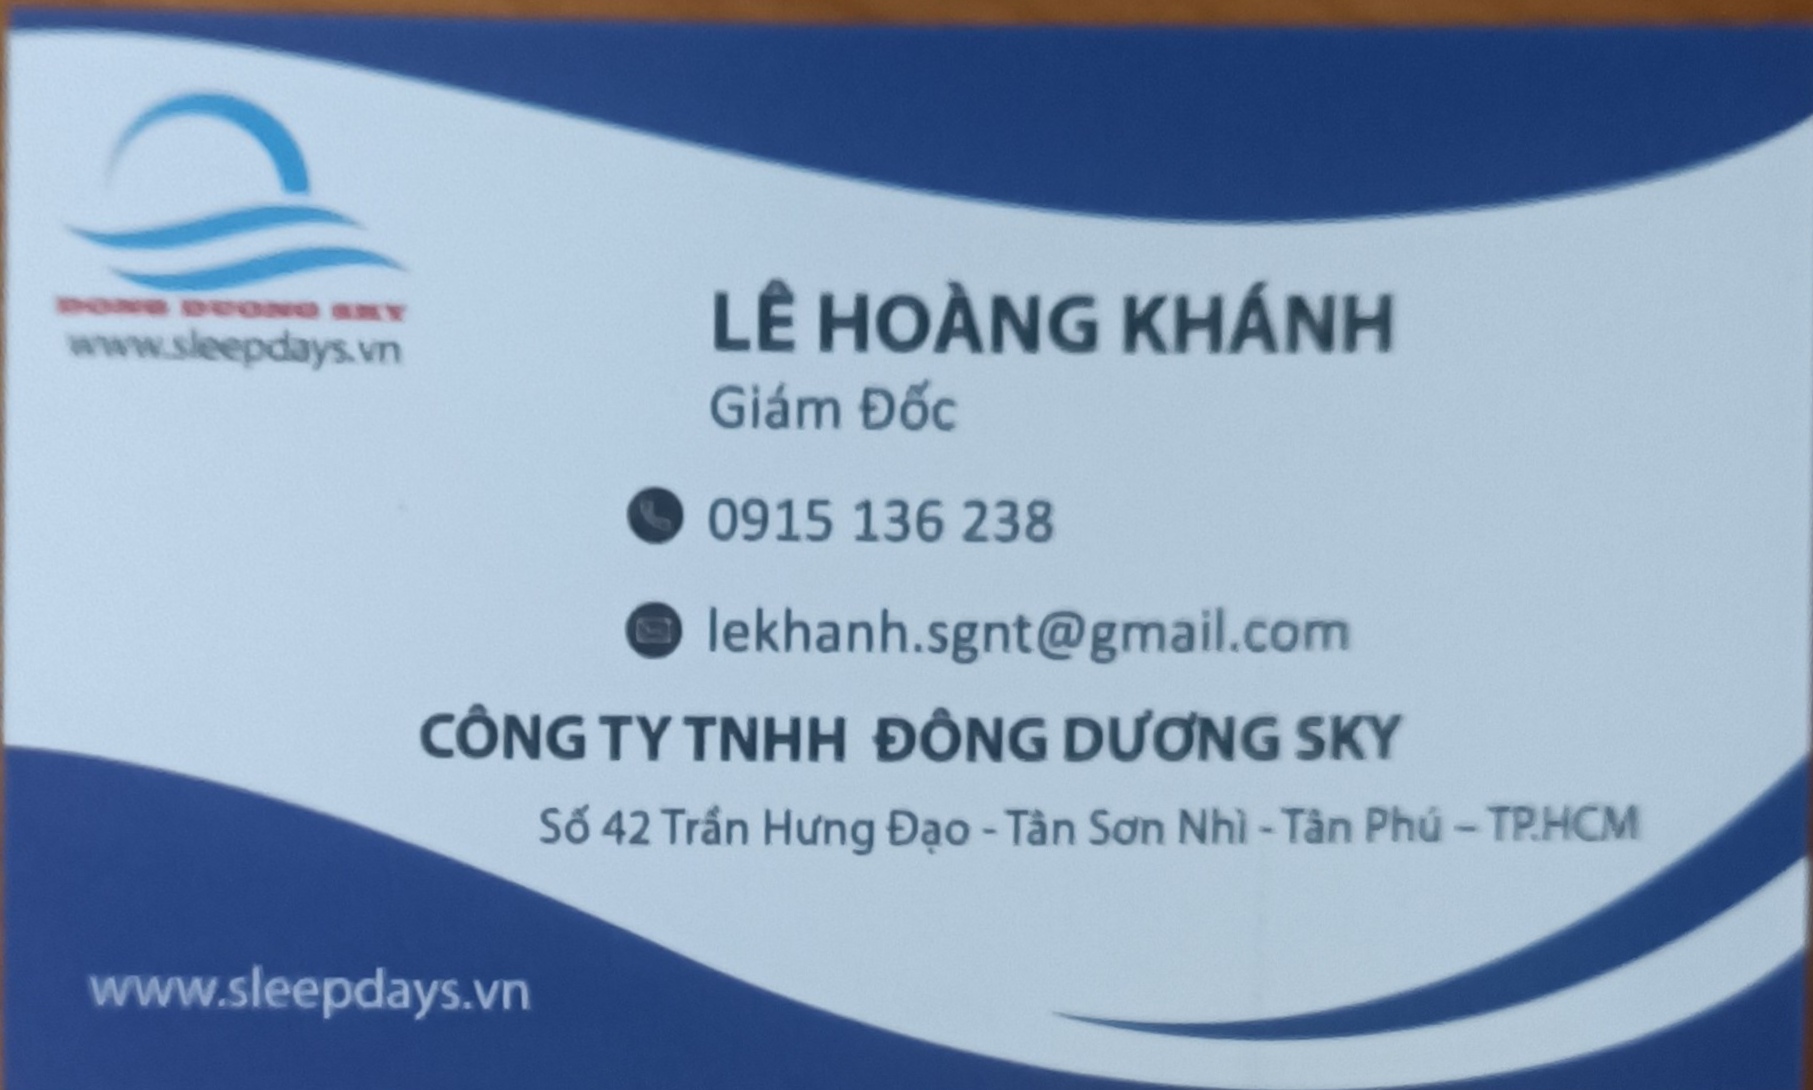 DONG DUONG SKY
www.sleepdays.vn
LÊ HOÀNG KHÁNH
Giám Đốc
0915 136 238
lekhanh.sgnt@gmail.com
CÔNG TY TNHH ĐÔNG DƯƠNG SKY
Số 42 Trần Hưng Đạo - Tân Sơn Nhì - Tân Phú – TP.HCM
www.sleepdays.vn